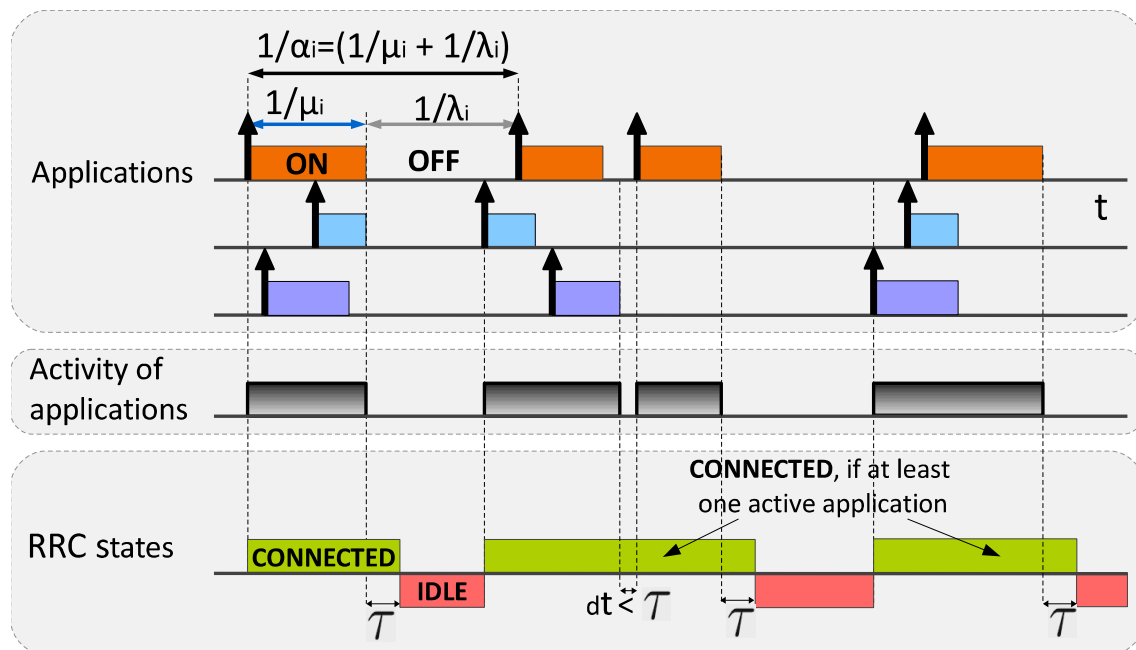 1/αi=(1/μi + 1/λi)
1/μi
1/λi
Applications
ON
OFF
t
Activity of
applications
CONNECTED, if at least
one active application
RRC states
CONNECTED
IDLE
τ
dt < τ
τ
τ